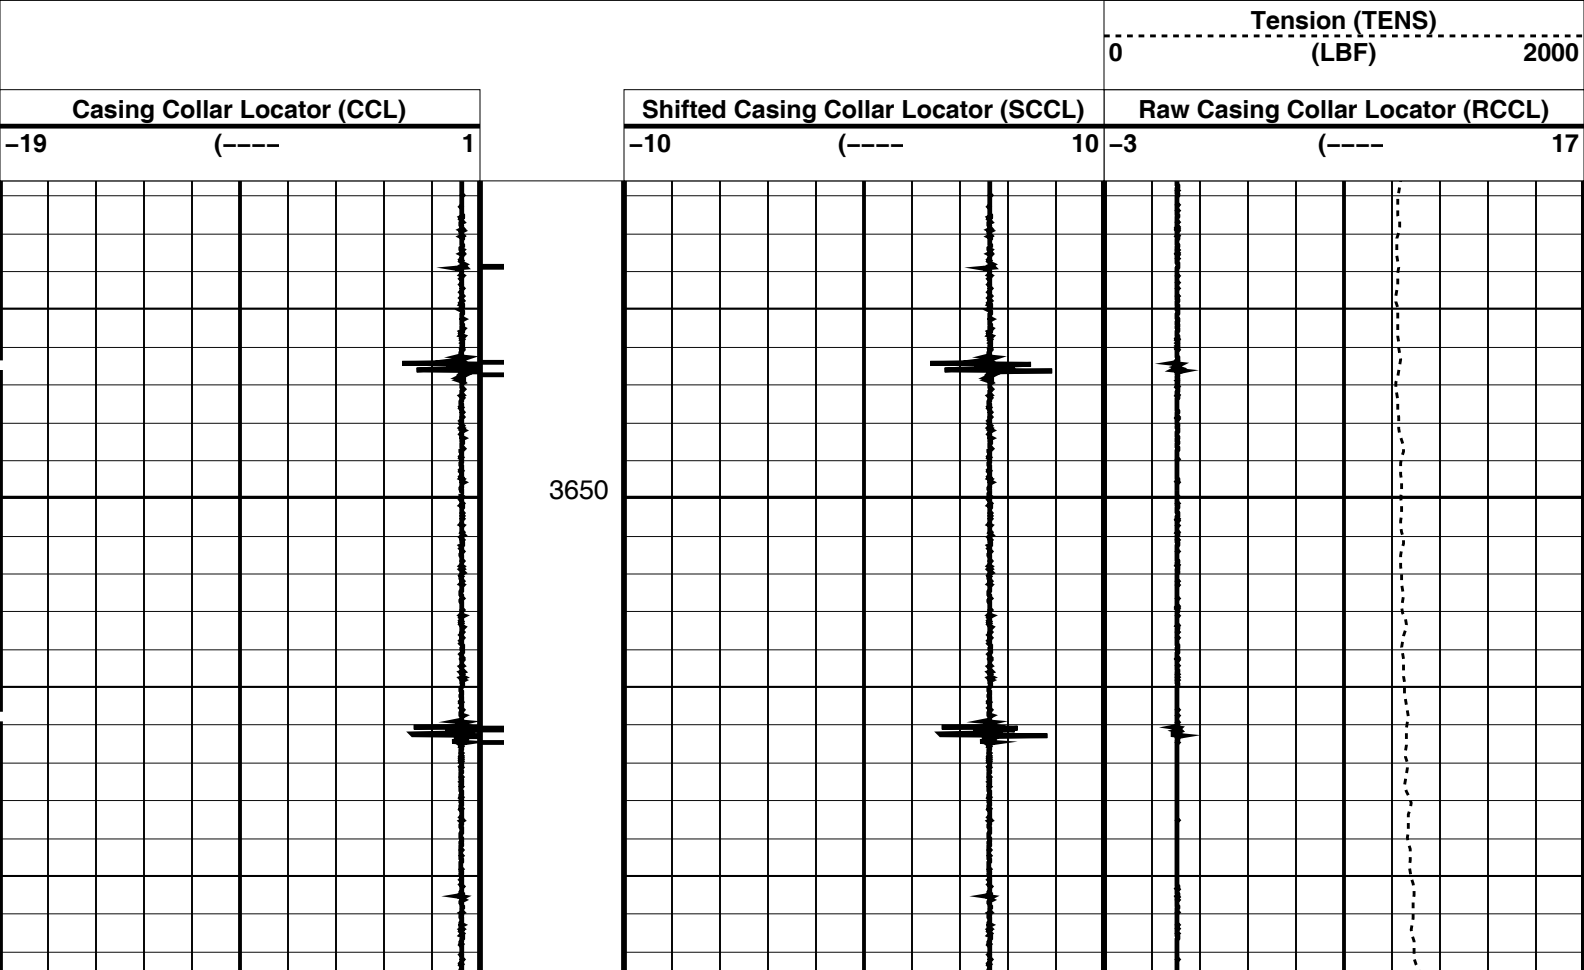 Tension (TENS)
0 (LBF) 2000
Casing Collar Locator (CCL) Shifted Casing Collar Locator (SCCL) Raw Casing Collar Locator (RCCL)
−19 (−−−− 1 −10 (−−−− 10 −3 (−−−− 17
3650